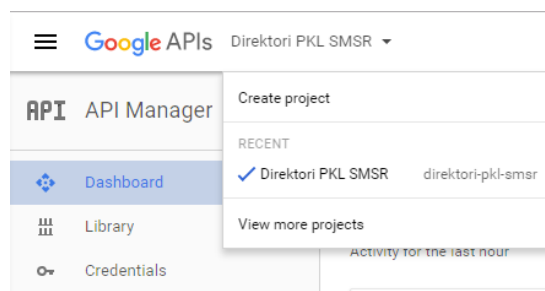 Google APIs Direktori PKL SMSR
API API Manager
Create project
RECENT
Direktori PKL SMSR direktori-pkl-smsr
View more projects
Dashboard
Library
Credentials
Activity for the last hour